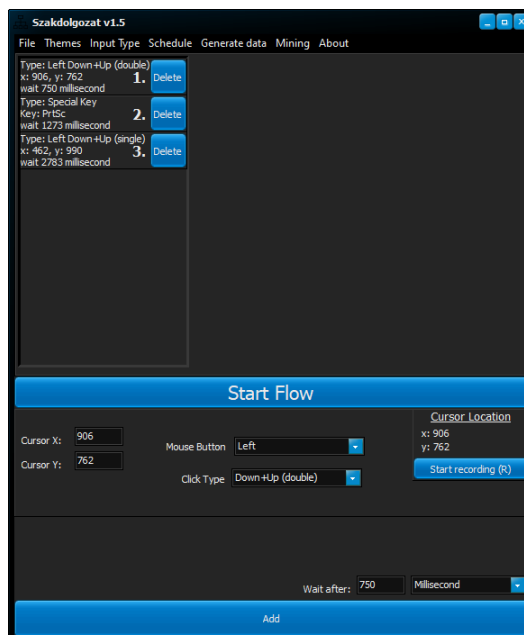 Szakdolgozat v1.5
File Themes Input Type Schedule Generate data Mining About
Type: Left Down+Up (double)
x: 906, y: 762
wait 750 millisecond
1.
Delete
Type: Special Key
Key: PrtSc
wait 1273 millisecond
2.
Delete
Type: Left Down+Up (single)
x: 462, y: 990
wait 2783 millisecond
3.
Delete
Start Flow
Cursor X: 906
Cursor Y: 762
Mouse Button Left
Click Type Down+Up (double)
Cursor Location
x: 906
y: 762
Start recording (R)
Wait after: 750 Millisecond
Add